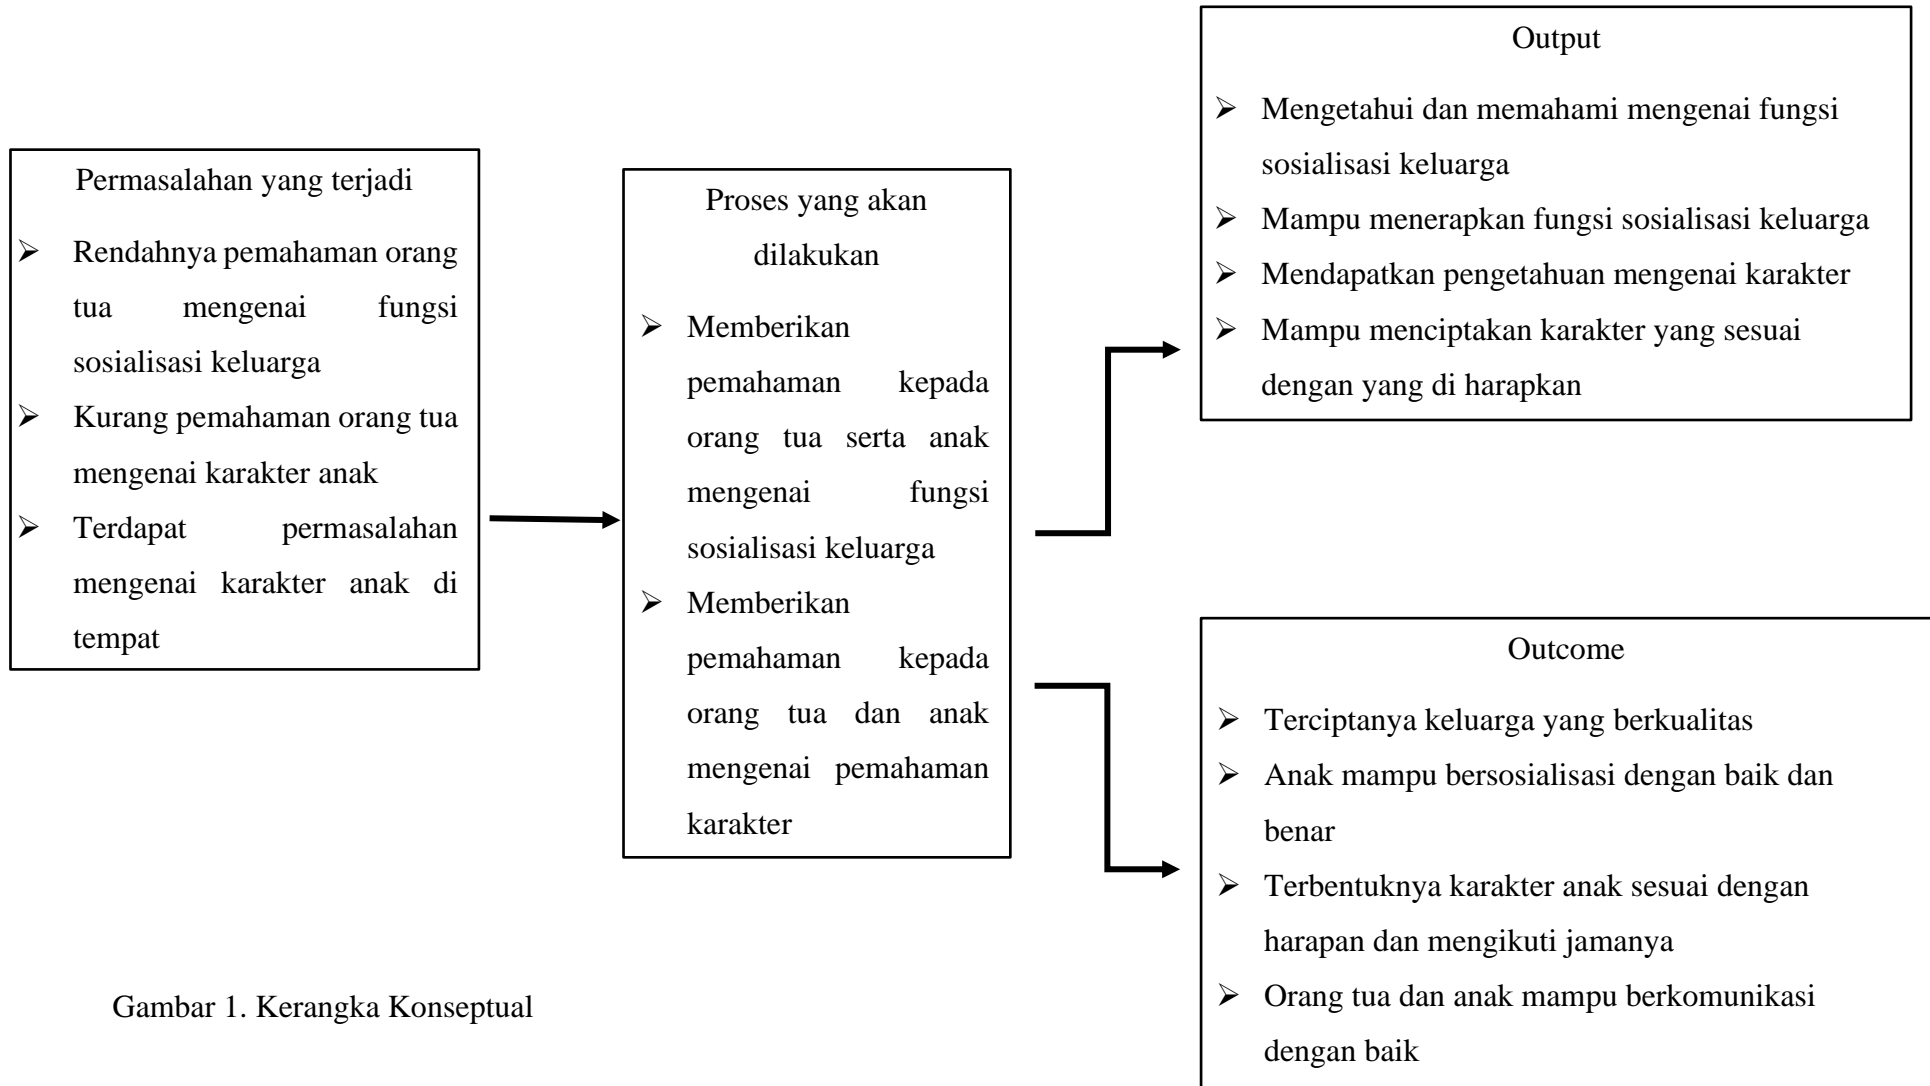 Permasalahan yang terjadi
➢ Rendahnya pemahaman orang
tua mengenai fungsi
sosialisasi keluarga
➢ Kurang pemahaman orang tua
mengenai karakter anak
➢ Terdapat permasalahan
mengenai karakter anak di
tempat
Proses yang akan
dilakukan
➢ Memberikan
pemahaman kepada
orang tua serta anak
mengenai fungsi
sosialisasi keluarga
➢ Memberikan
pemahaman kepada
orang tua dan anak
mengenai pemahaman
karakter
Output
➢ Mengetahui dan memahami mengenai fungsi
sosialisasi keluarga
➢ Mampu menerapkan fungsi sosialisasi keluarga
➢ Mendapatkan pengetahuan mengenai karakter
➢ Mampu menciptakan karakter yang sesuai
dengan yang di harapkan
Outcome
➢ Terciptanya keluarga yang berkualitas
➢ Anak mampu bersosialisasi dengan baik dan
benar
➢ Terbentuknya karakter anak sesuai dengan
harapan dan mengikuti jamanya
➢ Orang tua dan anak mampu berkomunikasi
dengan baik
Gambar 1. Kerangka Konseptual